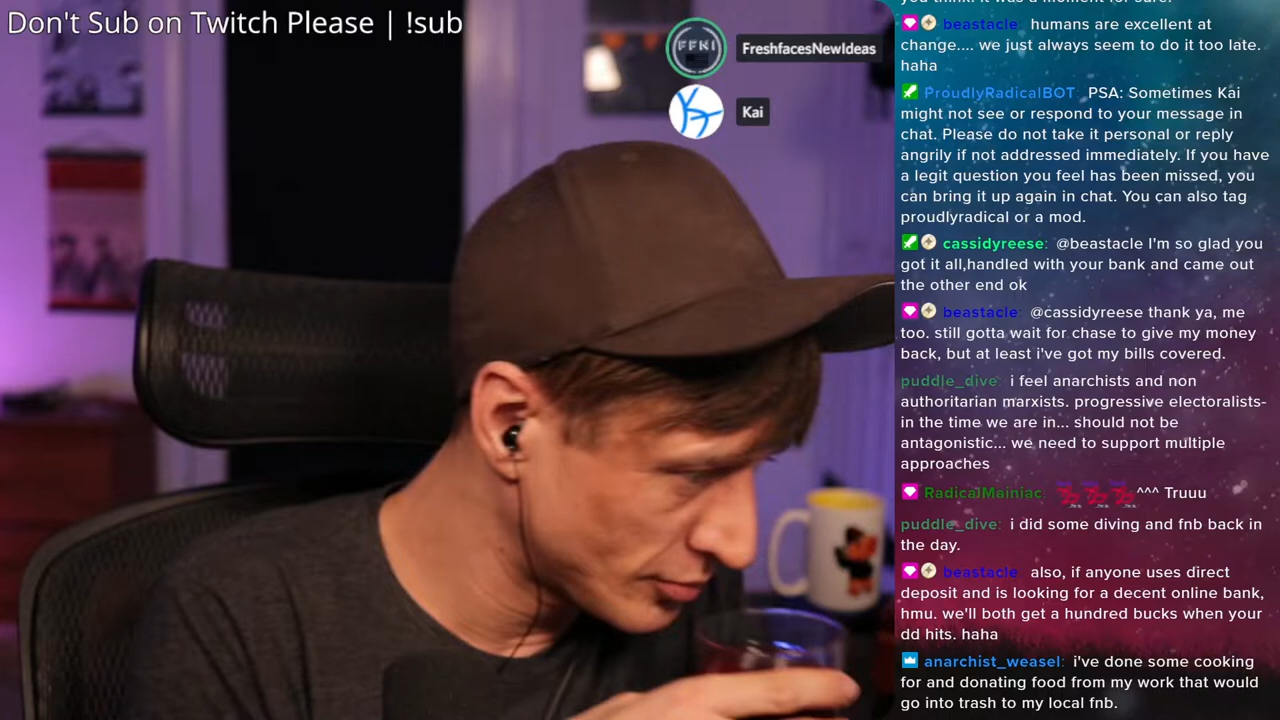 Don't Sub on Twitch Please | !sub
FFNI
FreshfacesNewIdeas
Kai
you think. it was a moment for sure.
beastacle: humans are excellent at
change.... we just always seem to do it too late.
haha
ProudlyRadicalBOT: PSA: Sometimes Kai
might not see or respond to your message in
chat. Please do not take it personal or reply
angrily if not addressed immediately. If you have
a legit question you feel has been missed, you
can bring it up again in chat. You can also tag
proudlyradical or a mod.
cassidyreese: @beastacle I'm so glad you
got it all,handled with your bank and came out
the other end ok
beastacle: @cassidyreese thank ya, me
too. still gotta wait for chase to give my money
back, but at least i've got my bills covered.
puddle_dive: i feel anarchists and non
authoritarian marxists. progressive electoralists-
in the time we are in... should not be
antagonistic... we need to support multiple
approaches
RadicalMainiac: ^^^ Truuu
puddle_dive: i did some diving and fnb back in
the day.
beastacle: also, if anyone uses direct
deposit and is looking for a decent online bank,
hmu. we'll both get a hundred bucks when your
dd hits. haha
anarchist_weasel: i've done some cooking
for and donating food from my work that would
go into trash to my local fnb.